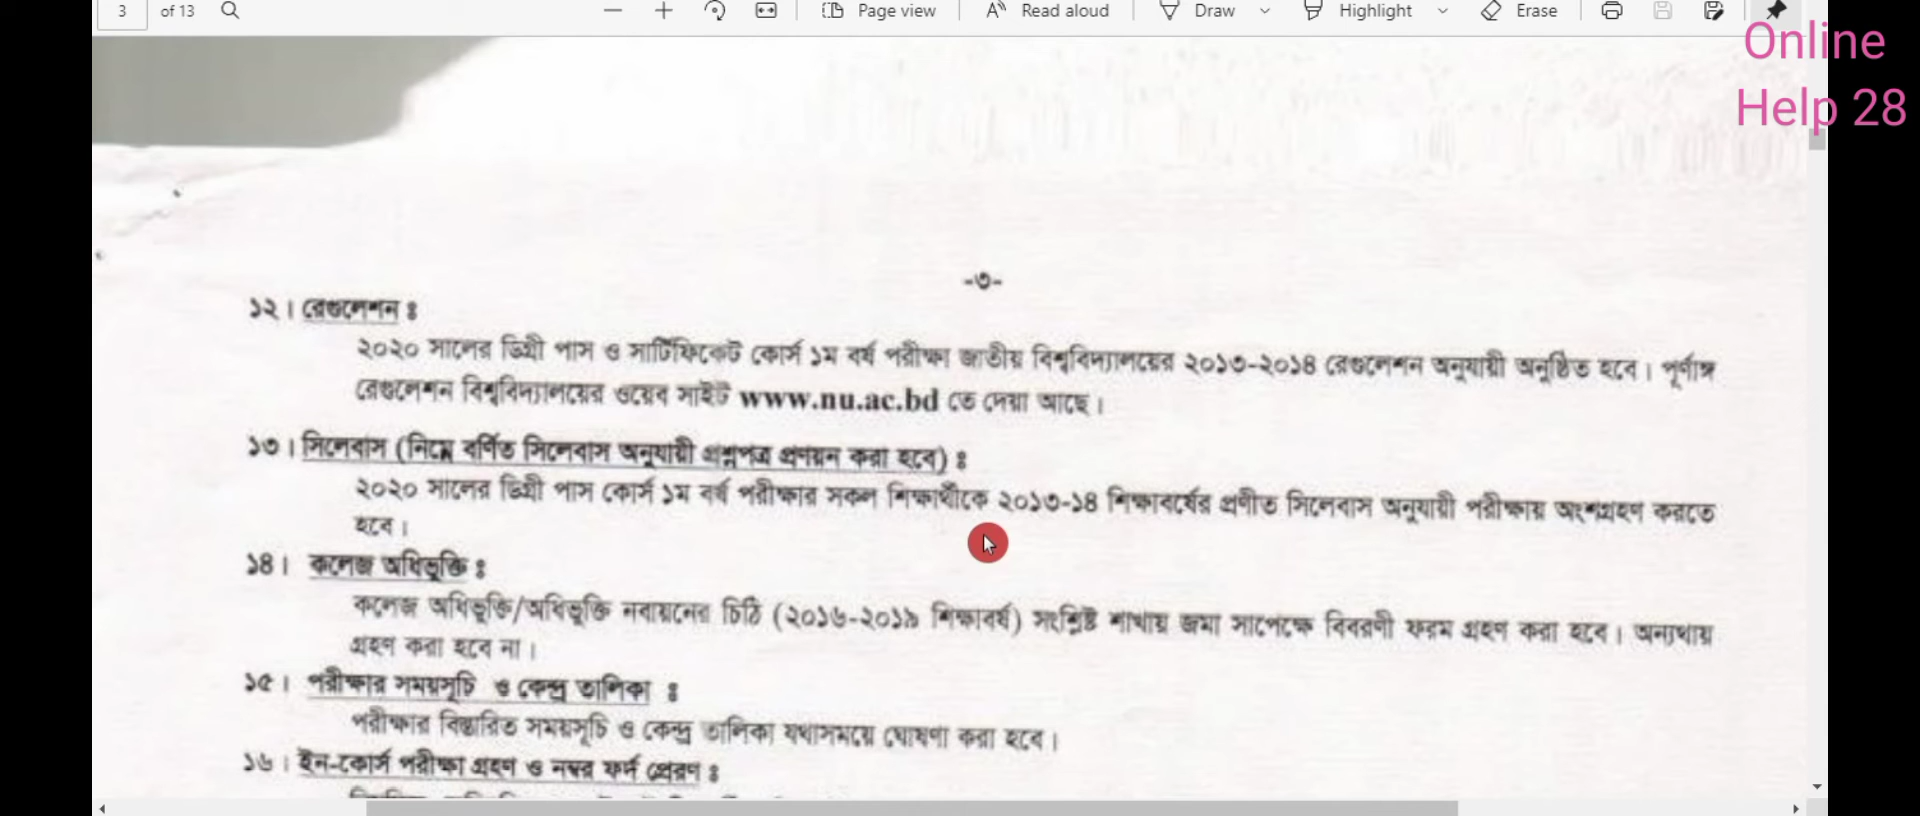 3 of 13 Page view Read aloud Draw Highlight Erase
Online
Help 28
-৩-
১২। রেগুলেশন ঃ
২০২০ সালের ডিগ্রী পাস ও সার্টিফিকেট কোর্স ১ম বর্ষ পরীক্ষা জাতীয় বিশ্ববিদ্যালয়ের ২০১৩-২০১৪ রেগুলেশন অনুযায়ী অনুষ্ঠিত হবে। পূর্ণাঙ্গ
রেগুলেশন বিশ্ববিদ্যালয়ের ওয়েব সাইট www.nu.ac.bd তে দেয়া আছে।
১৩। সিলেবাস (নিম্নে বর্ণিত সিলেবাস অনুযায়ী প্রশ্নপত্র প্রণয়ন করা হবে) ঃ
২০২০ সালের ডিগ্রী পাস কোর্স ১ম বর্ষ পরীক্ষার সকল শিক্ষার্থীকে ২০১৩-১৪ শিক্ষাবর্ষের প্রণীত সিলেবাস অনুযায়ী পরীক্ষায় অংশগ্রহণ করতে
হবে।
১৪। কলেজ অধিভূক্তি ঃ
কলেজ অধিভূক্তি/অধিভূক্তি নবায়নের চিঠি (২০১৬-২০১৯ শিক্ষাবর্ষ) সংশ্লিষ্ট শাখায় জমা সাপেক্ষে বিবরণী ফরম গ্রহণ করা হবে। অন্যথায়
গ্রহণ করা হবে না।
১৫। পরীক্ষার সময়সূচি ও কেন্দ্র তালিকা ঃ
পরীক্ষার বিস্তারিত সময়সূচি ও কেন্দ্র তালিকা যথাসময়ে ঘোষণা করা হবে।
১৬। ইন-কোর্স পরীক্ষা গ্রহণ ও নম্বর ফর্দ প্রেরণ ঃ